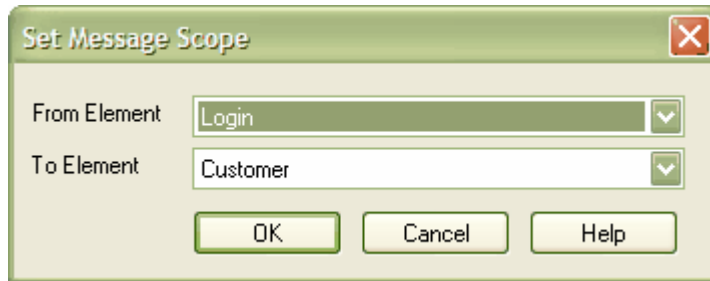 Set Message Scope
From Element Login
To Element Customer
OK Cancel Help